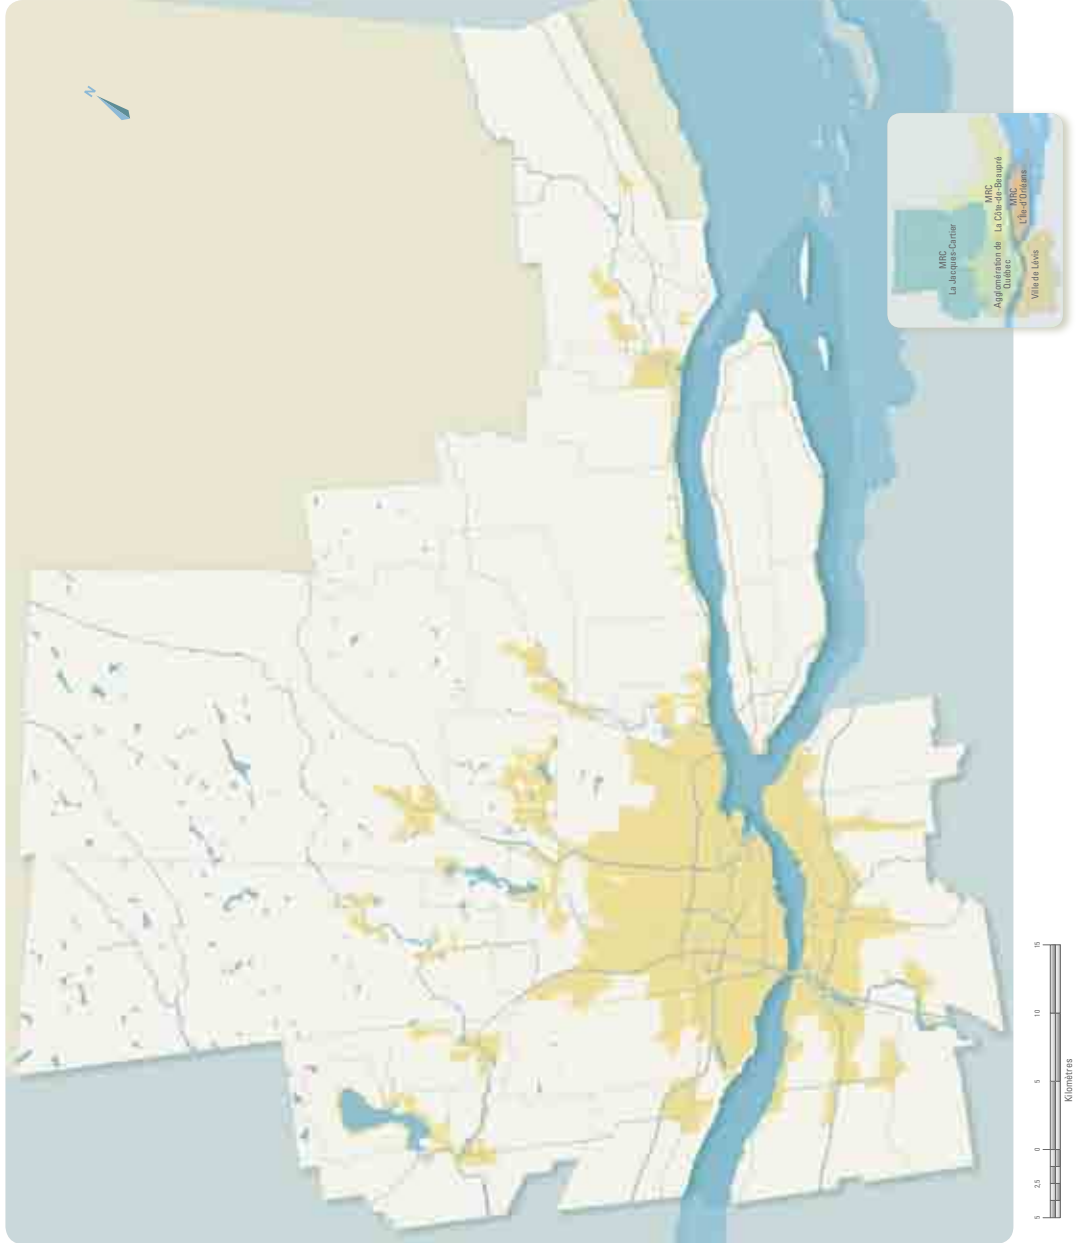 N
MRC
La Jacques-Cartier
MRC
La Côte-de-Beaupré
MRC
L'Île-d'Orléans
Agglomération de
Québec
Ville de Lévis
5 2,5 0 5 10 15
Kilomètres